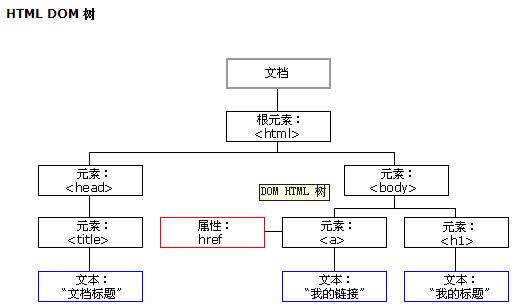 HTML DOM 树
文档
根元素：
<html>
元素：
<head>
元素：
<body>
DOM HTML 树
元素：
<title>
属性：
href
元素：
<a>
元素：
<h1>
文本：
“文档标题”
文本：
“我的链接”
文本：
“我的标题”